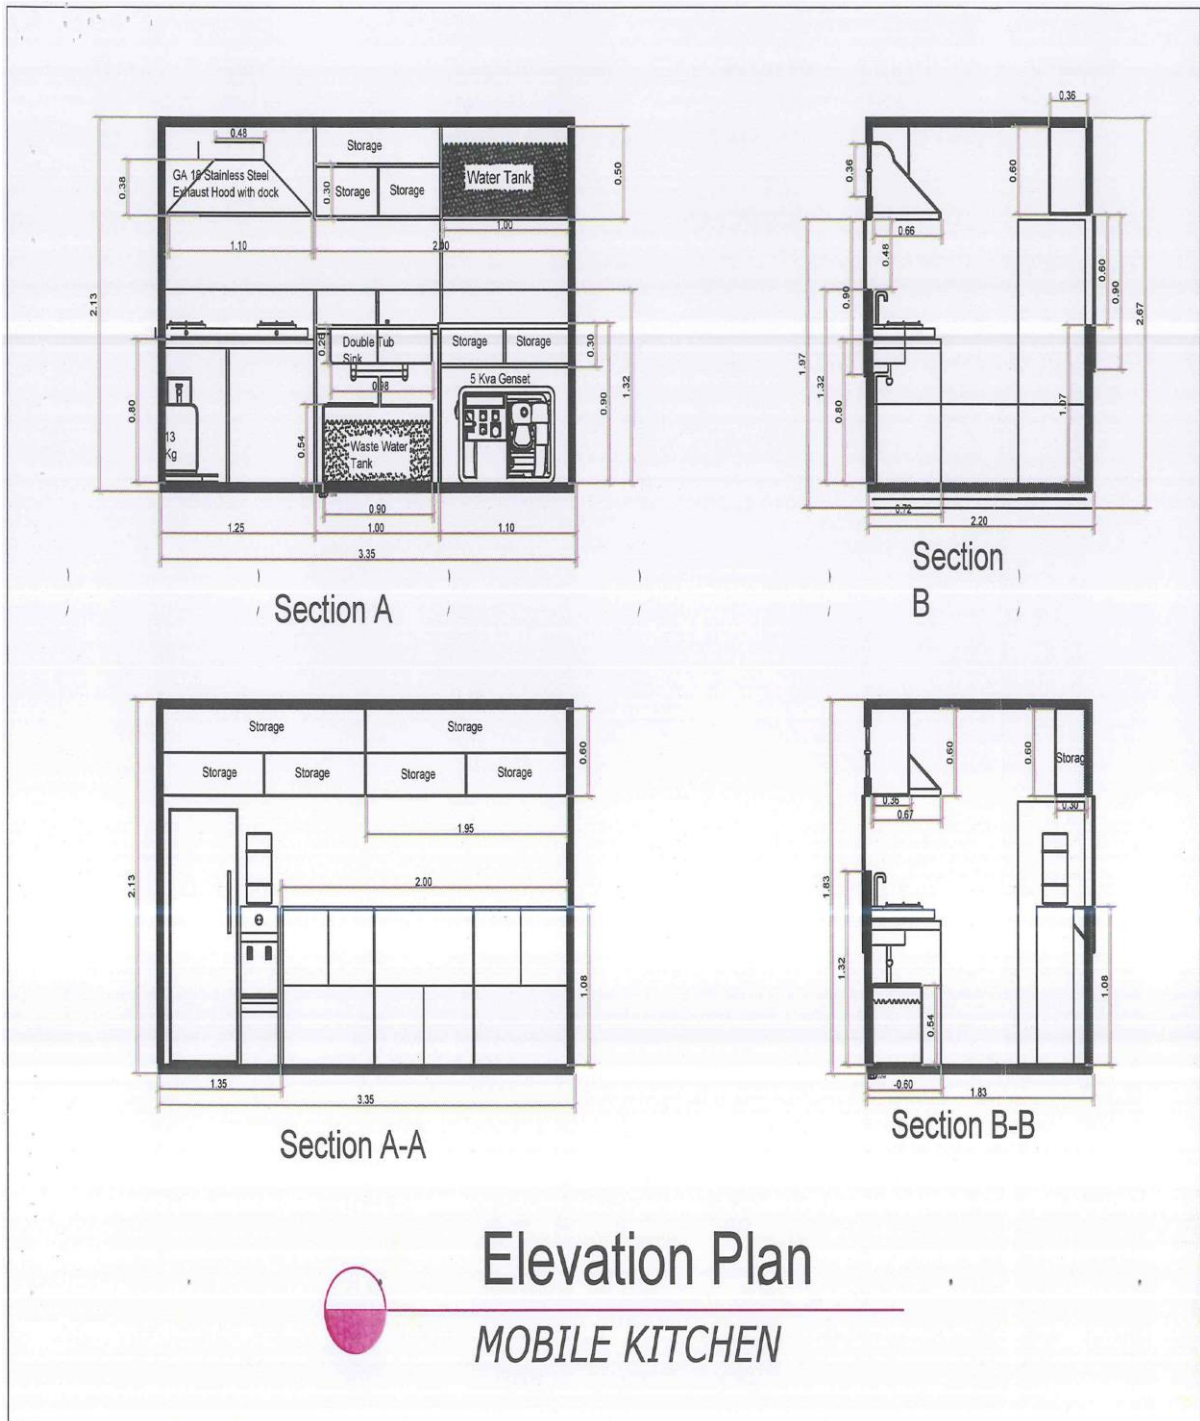 0.48
Storage
GA 18 Stainless Steel
Exhaust Hood with dock
0.38
0.30
Storage
Storage
Water Tank
0.50
1.00
1.10
2.00
2.13
Double Tub
Sink
Storage
Storage
0.30
0.98
5 Kva Genset
0.90
1.32
0.80
13
Kg
0.54
Waste Water
Tank
0.90
1.25
1.00
1.10
3.35
Section A
0.36
0.36
0.60
0.66
0.48
0.60
0.90
0.90
2.67
1.97
1.32
0.80
1.07
0.72
2.20
Section
B
Storage
Storage
Storage
Storage
Storage
Storage
0.60
1.95
2.13
2.00
1.08
1.35
3.35
Section A-A
0.60
0.60
Storag
0.36
0.30
0.67
1.83
1.32
1.08
0.54
-0.60
1.83
Section B-B
Elevation Plan
MOBILE KITCHEN